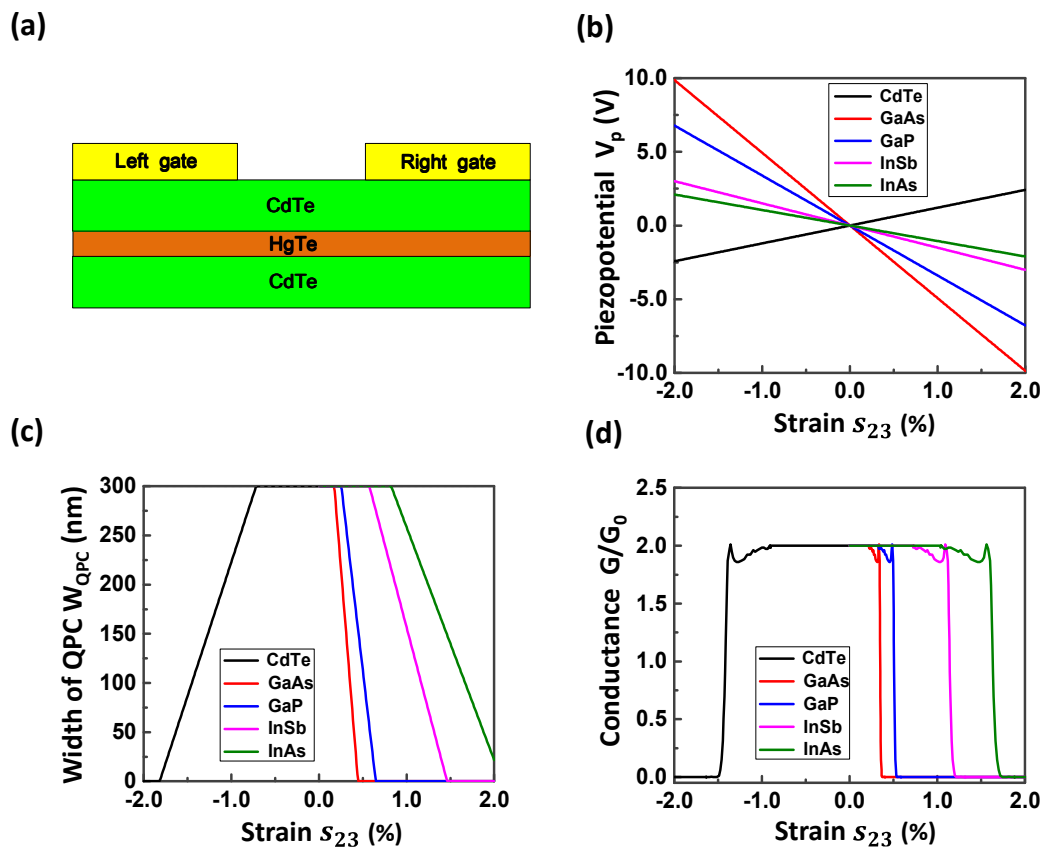 (a)
Left gate
Right gate
CdTe
HgTe
CdTe
(b)
Piezopotential V_p (V)
10.0
5.0
0.0
-5.0
-10.0
CdTe
GaAs
GaP
InSb
InAs
-2.0 -1.0 0.0 1.0 2.0
Strain s_23 (%)
(c)
Width of QPC W_QPC (nm)
300
250
200
150
100
50
0
CdTe
GaAs
GaP
InSb
InAs
-2.0 -1.0 0.0 1.0 2.0
Strain s_23 (%)
(d)
Conductance G/G_0
2.5
2.0
1.5
1.0
0.5
0.0
CdTe
GaAs
GaP
InSb
InAs
-2.0 -1.0 0.0 1.0 2.0
Strain s_23 (%)